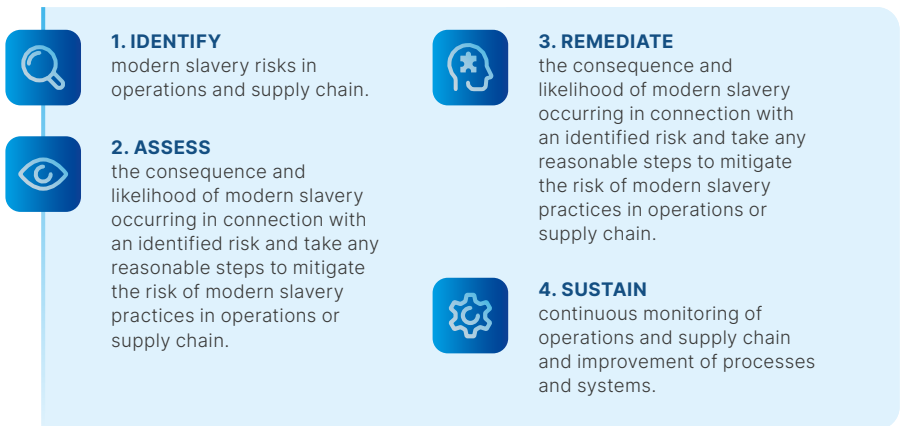 1. IDENTIFY
modern slavery risks in
operations and supply chain.
2. ASSESS
the consequence and
likelihood of modern slavery
occurring in connection with
an identified risk and take any
reasonable steps to mitigate
the risk of modern slavery
practices in operations or
supply chain.
3. REMEDIATE
the consequence and
likelihood of modern slavery
occurring in connection with
an identified risk and take any
reasonable steps to mitigate
the risk of modern slavery
practices in operations or
supply chain.
4. SUSTAIN
continuous monitoring of
operations and supply chain
and improvement of processes
and systems.